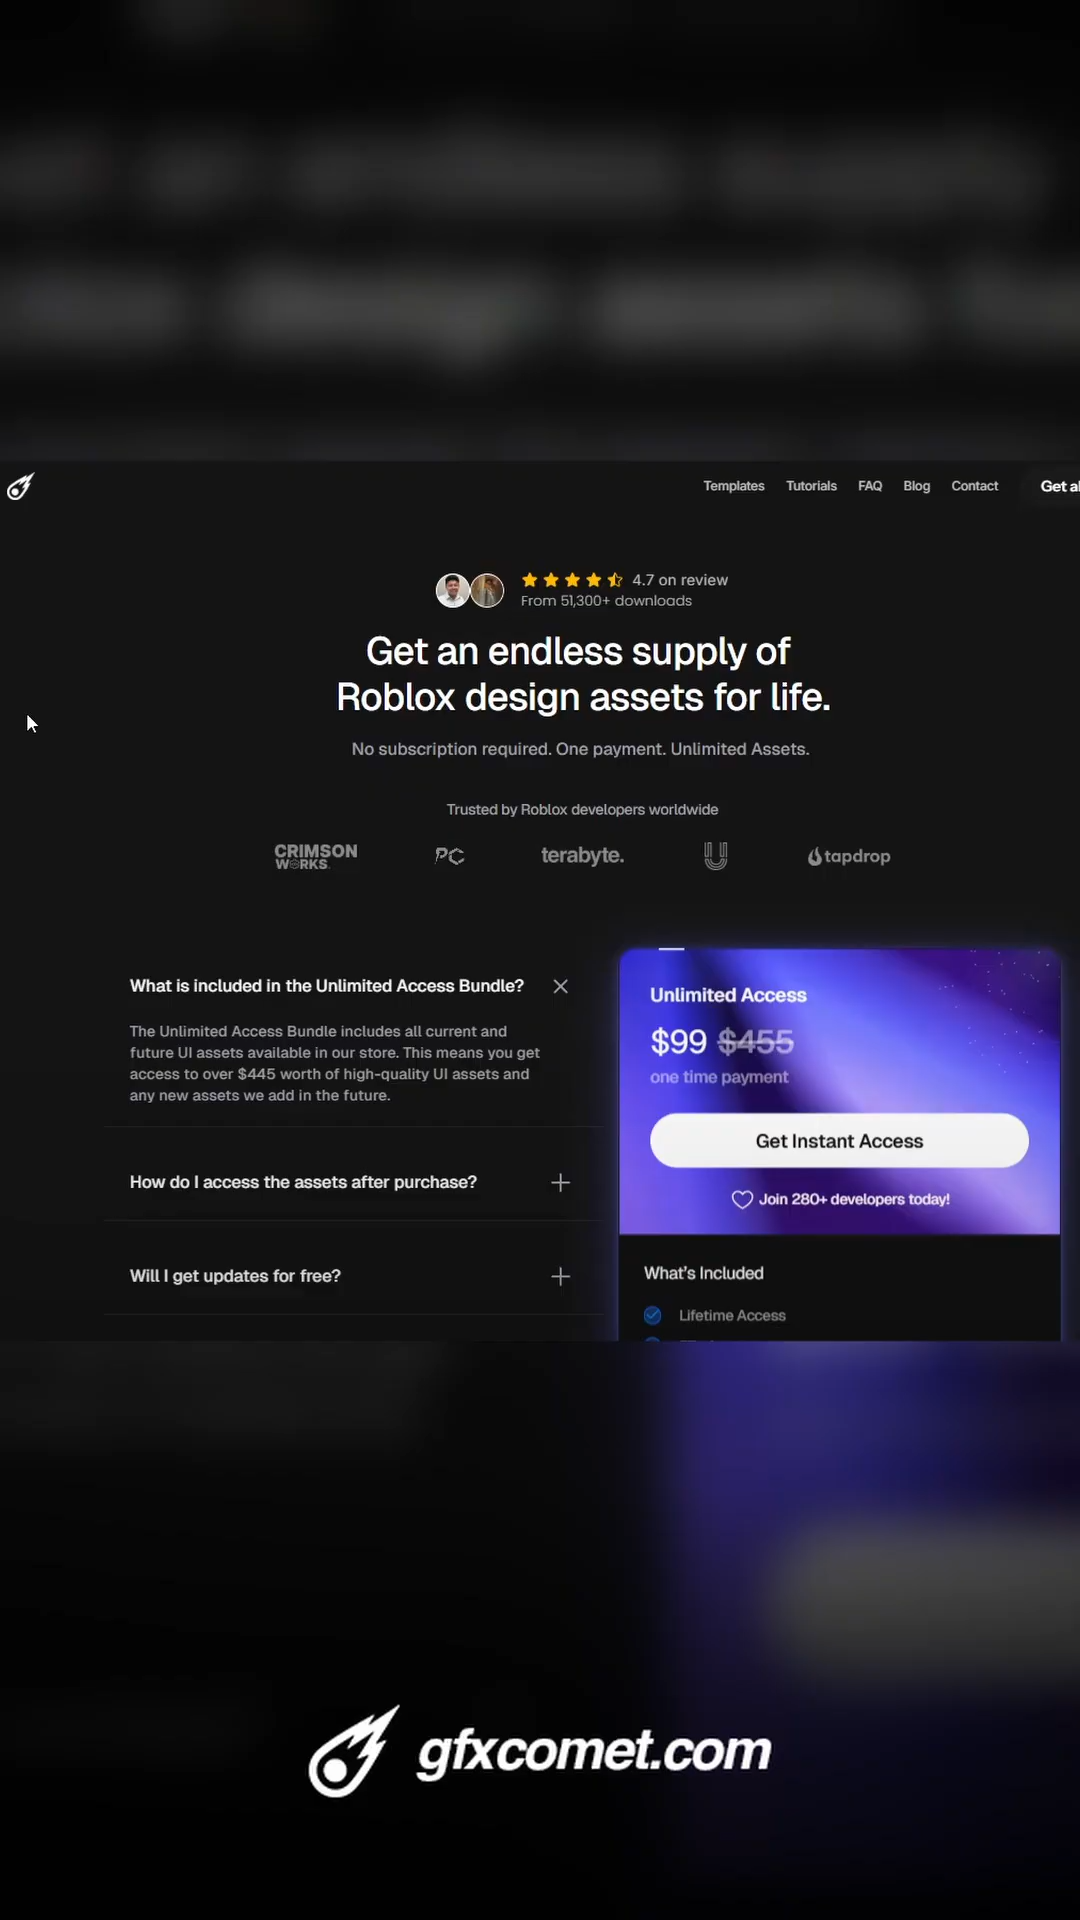 Templates Tutorials FAQ Blog Contact Get al
4.7 on review
From 51,300+ downloads
Get an endless supply of
Roblox design assets for life.
No subscription required. One payment. Unlimited Assets.
Trusted by Roblox developers worldwide
CRIMSON
WORKS.
PC
terabyte.
U
tapdrop
What is included in the Unlimited Access Bundle?
The Unlimited Access Bundle includes all current and
future UI assets available in our store. This means you get
access to over $445 worth of high-quality UI assets and
any new assets we add in the future.
How do I access the assets after purchase?
Will I get updates for free?
Unlimited Access
$99 $455
one time payment
Get Instant Access
Join 280+ developers today!
What's Included
Lifetime Access
gfxcomet.com